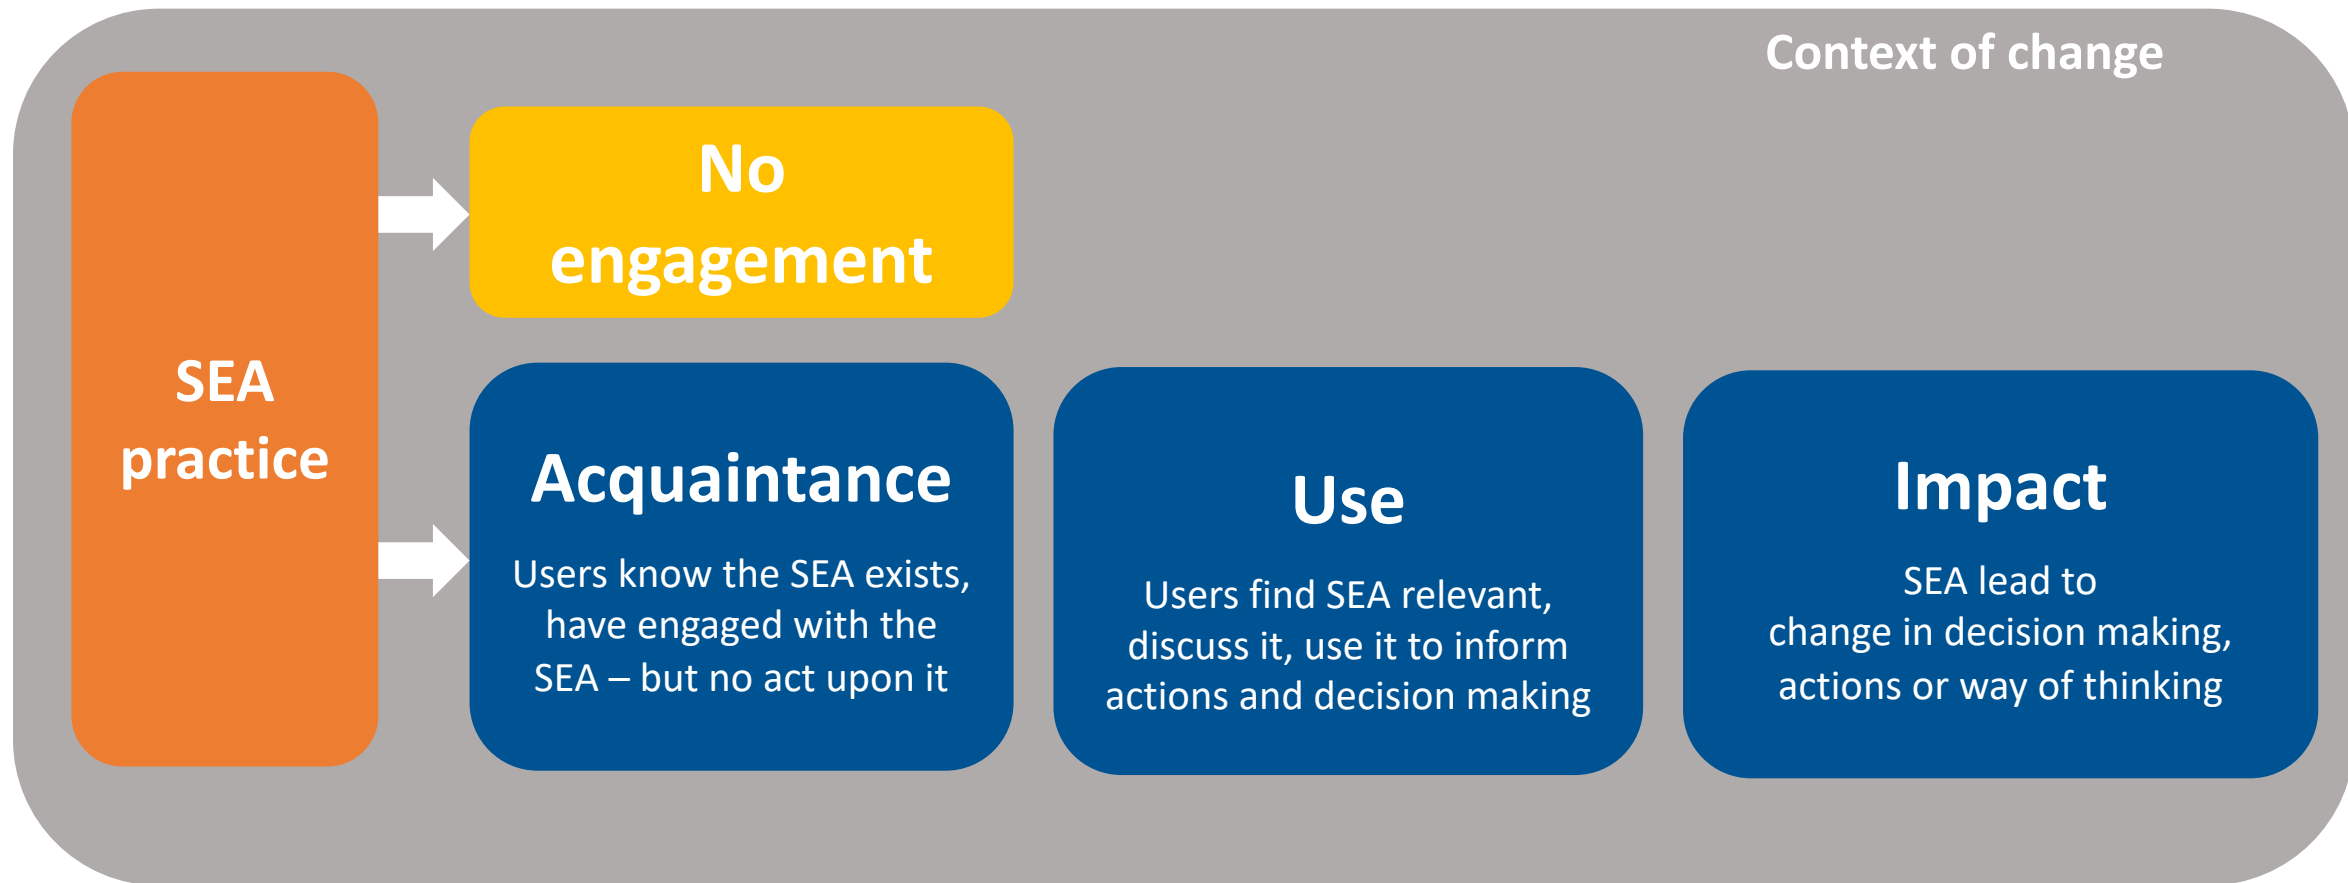 Context of change
SEA
practice
No
engagement
Acquaintance
Users know the SEA exists,
have engaged with the
SEA – but no act upon it
Use
Users find SEA relevant,
discuss it, use it to inform
actions and decision making
Impact
SEA lead to
change in decision making,
actions or way of thinking